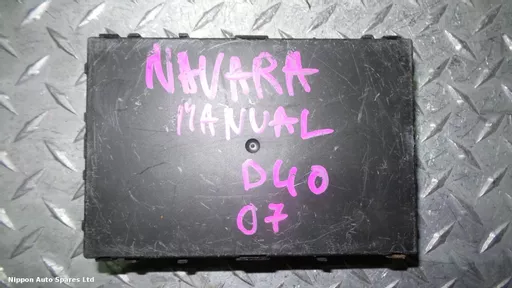 NAVARA
MANUAL
D40
07
Nippon Auto Spares Ltd